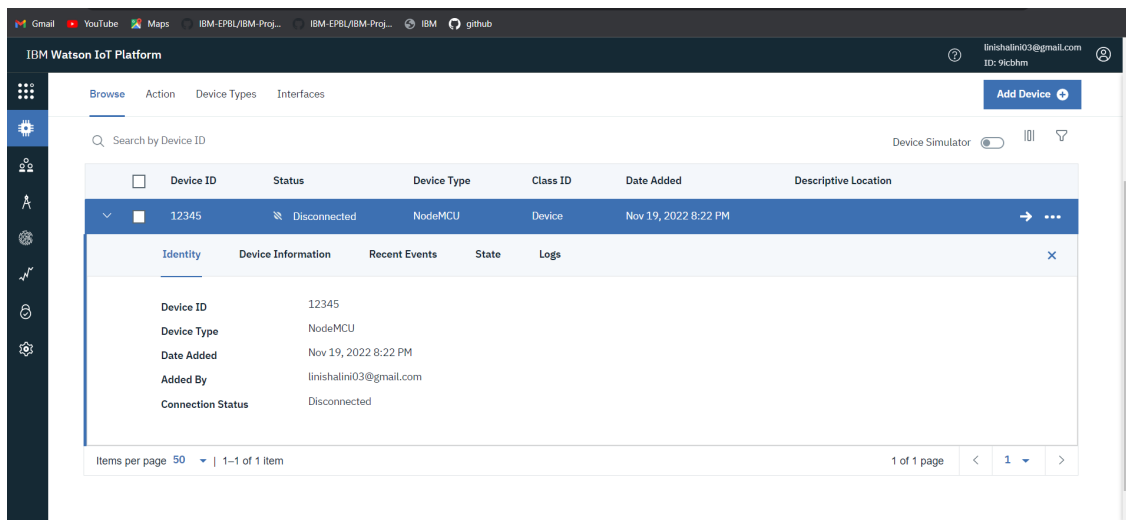 Gmail YouTube Maps IBM-EPBL/IBM-Proj... IBM-EPBL/IBM-Proj... IBM github
IBM Watson IoT Platform
linishalini03@gmail.com
ID: 9icbhm
Browse Action Device Types Interfaces
Add Device
Search by Device ID
Device Simulator
Device ID Status Device Type Class ID Date Added Descriptive Location
12345 Disconnected NodeMCU Device Nov 19, 2022 8:22 PM
Identity Device Information Recent Events State Logs
Device ID 12345
Device Type NodeMCU
Date Added Nov 19, 2022 8:22 PM
Added By linishalini03@gmail.com
Connection Status Disconnected
Items per page 50 | 1–1 of 1 item
1 of 1 page < 1 >